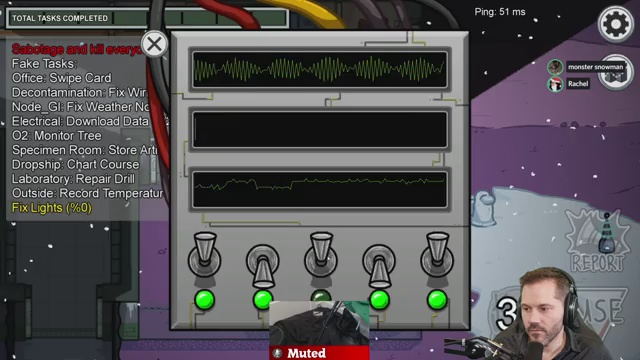 TOTAL TASKS COMPLETED
Ping: 51 ms
Sabotage and kill everyo
Fake Tasks:
Office: Swipe Card
Decontamination: Fix Wir
Node_GI: Fix Weather No
Electrical: Download Data
O2: Monitor Tree
Specimen Room: Store Arti
Dropship: Chart Course
Laboratory: Repair Drill
Outside: Record Temperatur
Fix Lights (%0)
monster snowman
Rachel
REPORT
3
Muted